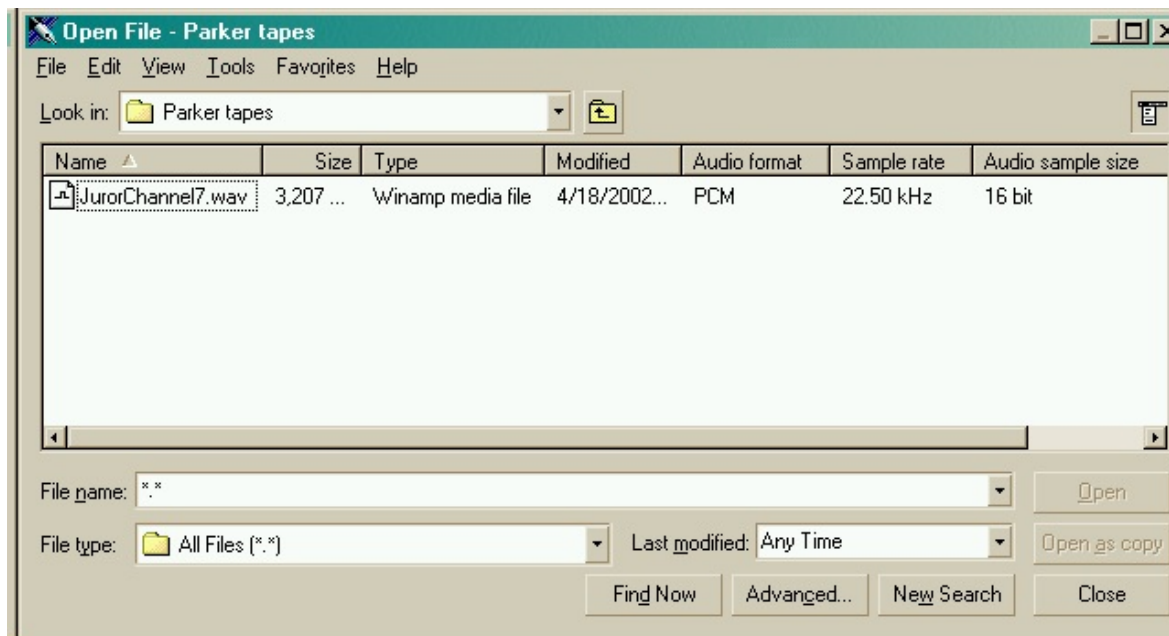 Open File - Parker tapes
File Edit View Tools Favorites Help
Look in: Parker tapes
Name Size Type Modified Audio format Sample rate Audio sample size
JurorChannel7.wav 3,207 ... Winamp media file 4/18/2002... PCM 22.50 kHz 16 bit
File name: *.* Open
File type: All Files (*.*) Last modified: Any Time Open as copy
Find Now Advanced... New Search Close